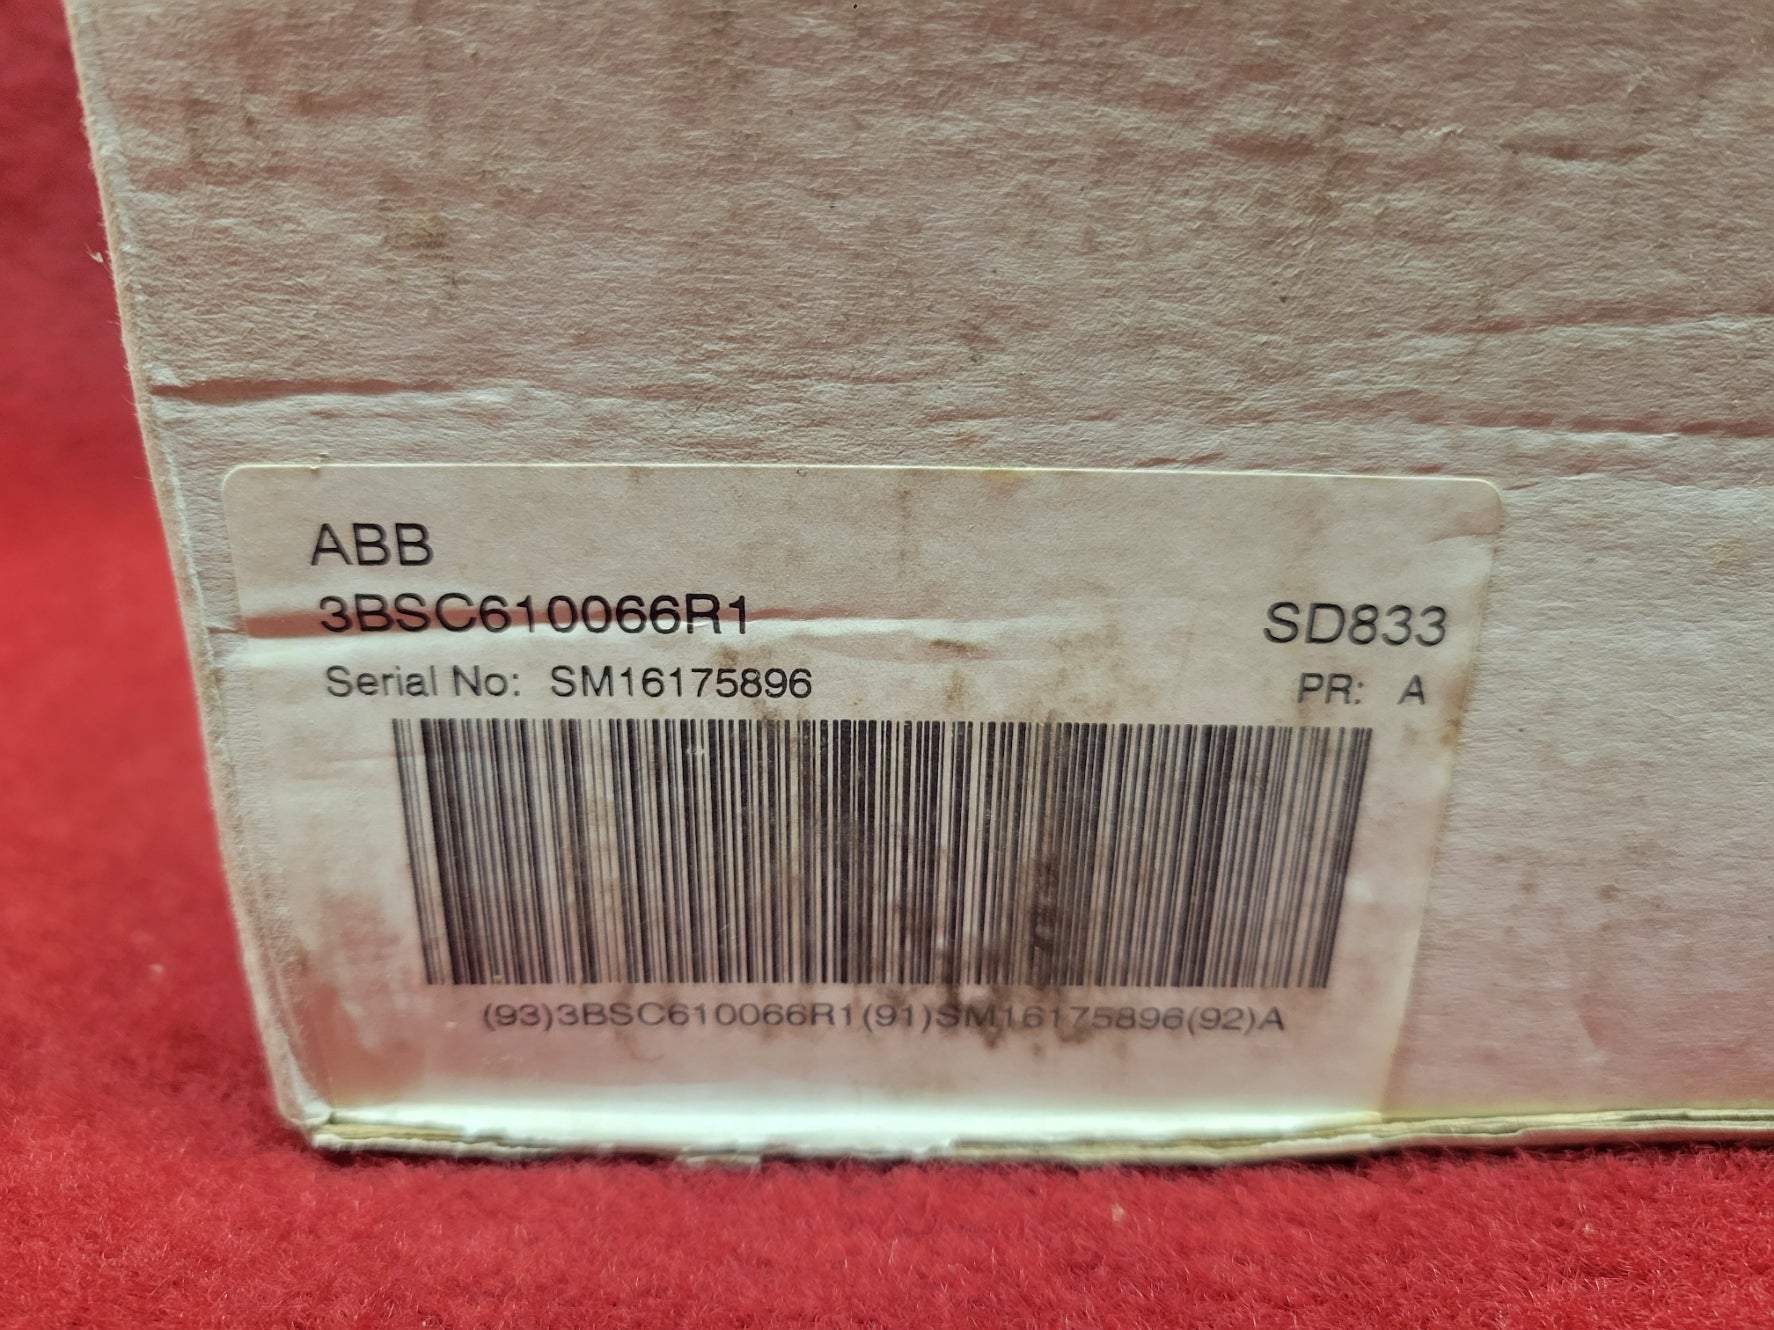 ABB
3BSC610066R1 SD833
Serial No: SM16175896 PR: A
(93)3BSC610066R1(91)SM16175896(92)A